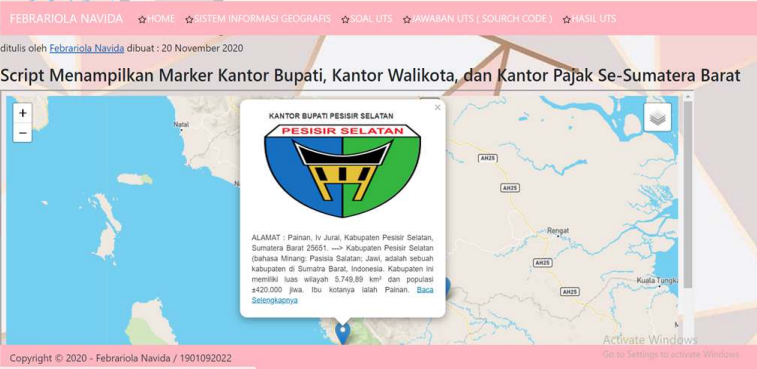 FEBRARIOLA NAVIDA ☆HOME ☆SISTEM INFORMASI GEOGRAFIS ☆SOAL UTS ☆JAWABAN UTS ( SOURCH CODE ) ☆HASIL UTS
ditulis oleh Febrariola Navida dibuat : 20 November 2020
Script Menampilkan Marker Kantor Bupati, Kantor Walikota, dan Kantor Pajak Se-Sumatera Barat
+
−
Natal
KANTOR BUPATI PESISIR SELATAN
×
PESISIR SELATAN
AH25
AH25
Rengat
ALAMAT : Painan, Iv Jurai, Kabupaten Pesisir Selatan,
Sumatera Barat 25651. ---> Kabupaten Pesisir Selatan
(bahasa Minang: Pasisia Salatan; Jawi, adalah sebuah
kabupaten di Sumatra Barat, Indonesia. Kabupaten ini
memiliki luas wilayah 5.749,89 km² dan populasi
±420.000 jiwa. Ibu kotanya ialah Painan. Baca
Selengkapnya
AH25
AH25
Kuala Tungka
Activate Windows
Go to Settings to activate Windows.
Copyright © 2020 - Febrariola Navida / 1901092022